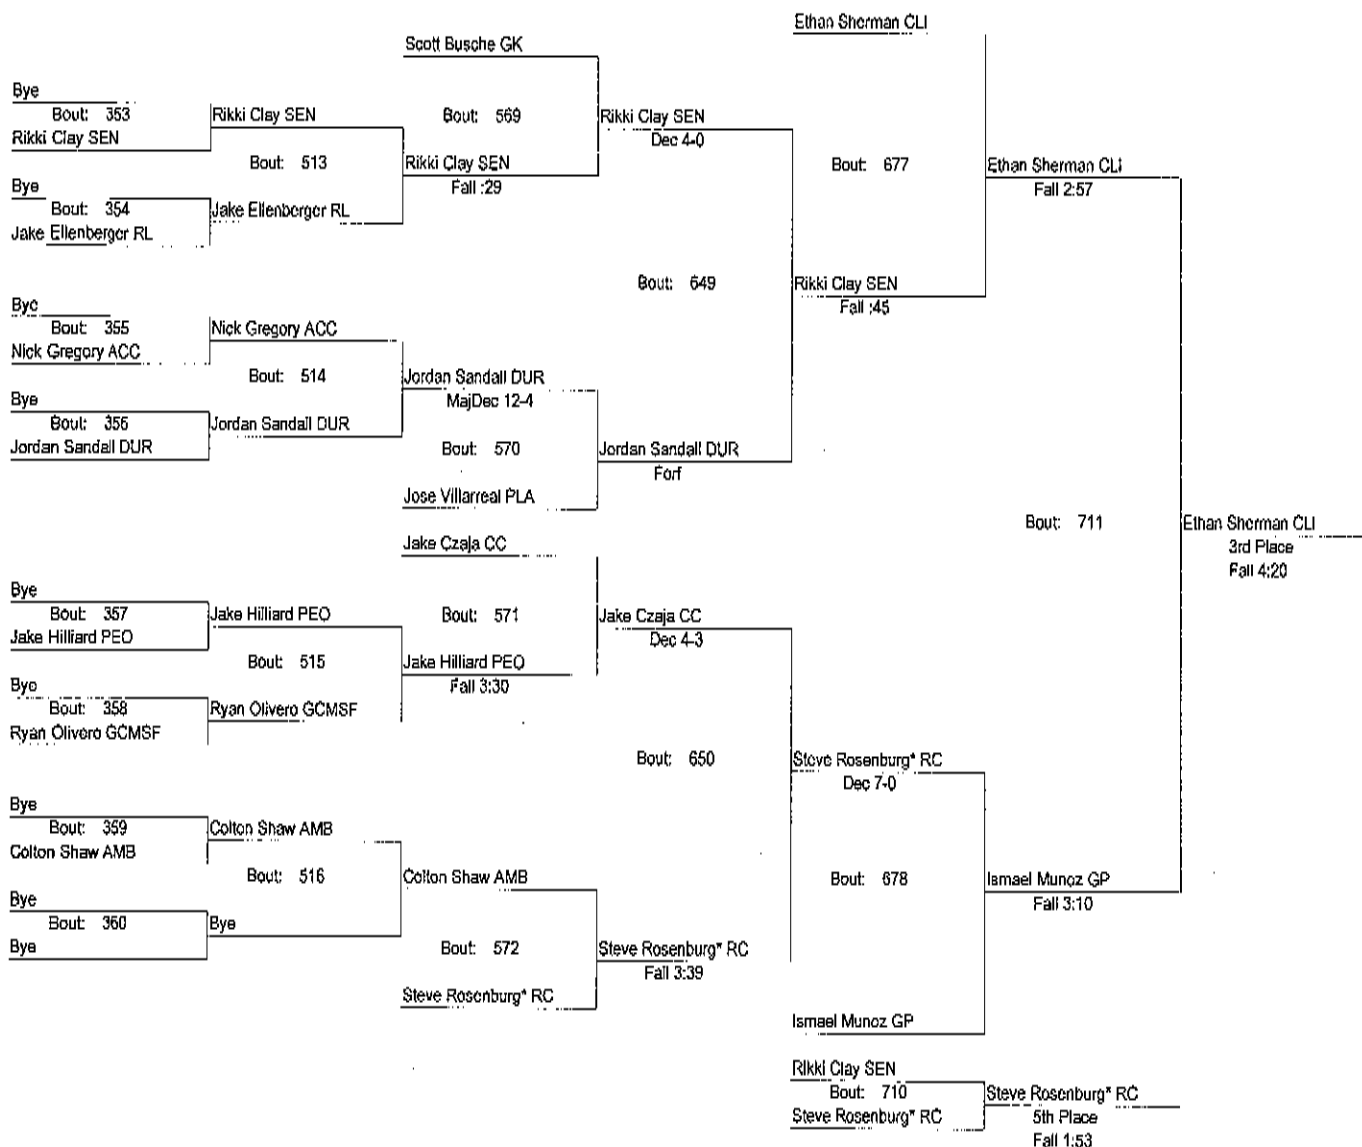 Ethan Sherman CLI
Scott Busche GK
Bye
Bout: 353
Rikki Clay SEN
Rikki Clay SEN
Bout: 513
Bye
Bout: 354
Jake Ellenberger RL
Jake Ellenberger RL
Rikki Clay SEN
Fall :29
Bout: 569
Rikki Clay SEN
Dec 4-0
Bout: 677
Ethan Sherman CLI
Fall 2:57
Bye
Bout: 355
Nick Gregory ACC
Nick Gregory ACC
Bout: 514
Bye
Bout: 356
Jordan Sandall DUR
Jordan Sandall DUR
Jordan Sandall DUR
MajDec 12-4
Bout: 570
Jose Villarreal PLA
Jordan Sandall DUR
Forf
Bout: 649
Rikki Clay SEN
Fall :45
Bout: 711
Ethan Sherman CLI
3rd Place
Fall 4:20
Jake Czaja CC
Bye
Bout: 357
Jake Hilliard PEO
Jake Hilliard PEO
Bout: 515
Bye
Bout: 358
Ryan Olivero GCMSF
Ryan Olivero GCMSF
Bout: 571
Jake Hilliard PEO
Fall 3:30
Jake Czaja CC
Dec 4-3
Bout: 650
Steve Rosenburg* RC
Dec 7-0
Bye
Bout: 359
Colton Shaw AMB
Colton Shaw AMB
Bout: 516
Bye
Bout: 360
Bye
Bye
Colton Shaw AMB
Bout: 572
Steve Rosenburg* RC
Steve Rosenburg* RC
Fall 3:39
Bout: 678
Ismael Munoz GP
Fall 3:10
Ismael Munoz GP
Rikki Clay SEN
Bout: 710
Steve Rosenburg* RC
Steve Rosenburg* RC
5th Place
Fall 1:53